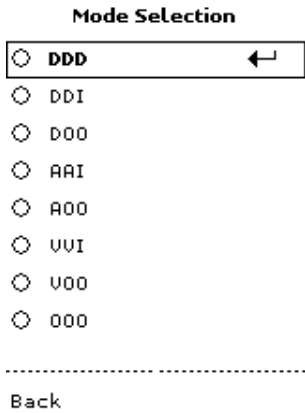 Mode Selection
DDD
DDI
DOO
AAI
AOO
VVI
VOO
OOO
Back